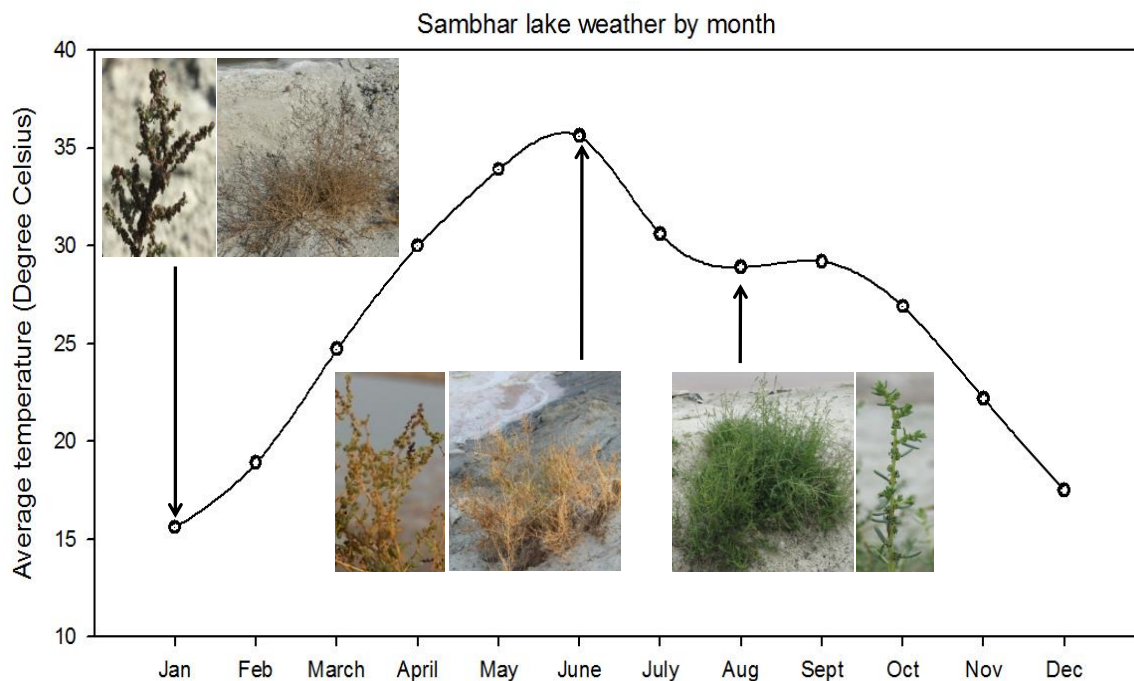 Sambhar lake weather by month
Average temperature (Degree Celsius)
40
35
30
25
20
15
10
Jan Feb March April May June July Aug Sept Oct Nov Dec